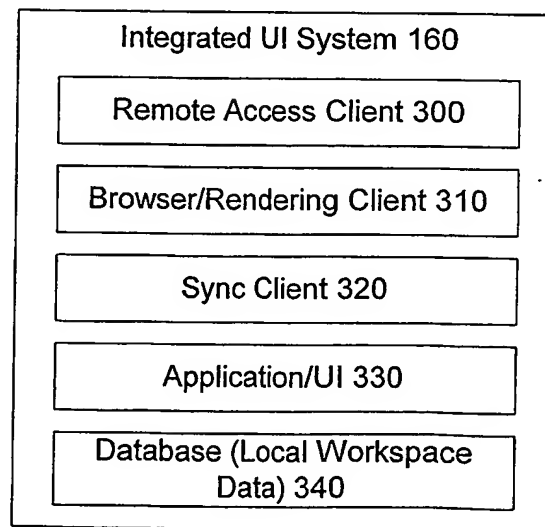 Integrated UI System 160
Remote Access Client 300
Browser/Rendering Client 310
Sync Client 320
Application/UI 330
Database (Local Workspace
Data) 340